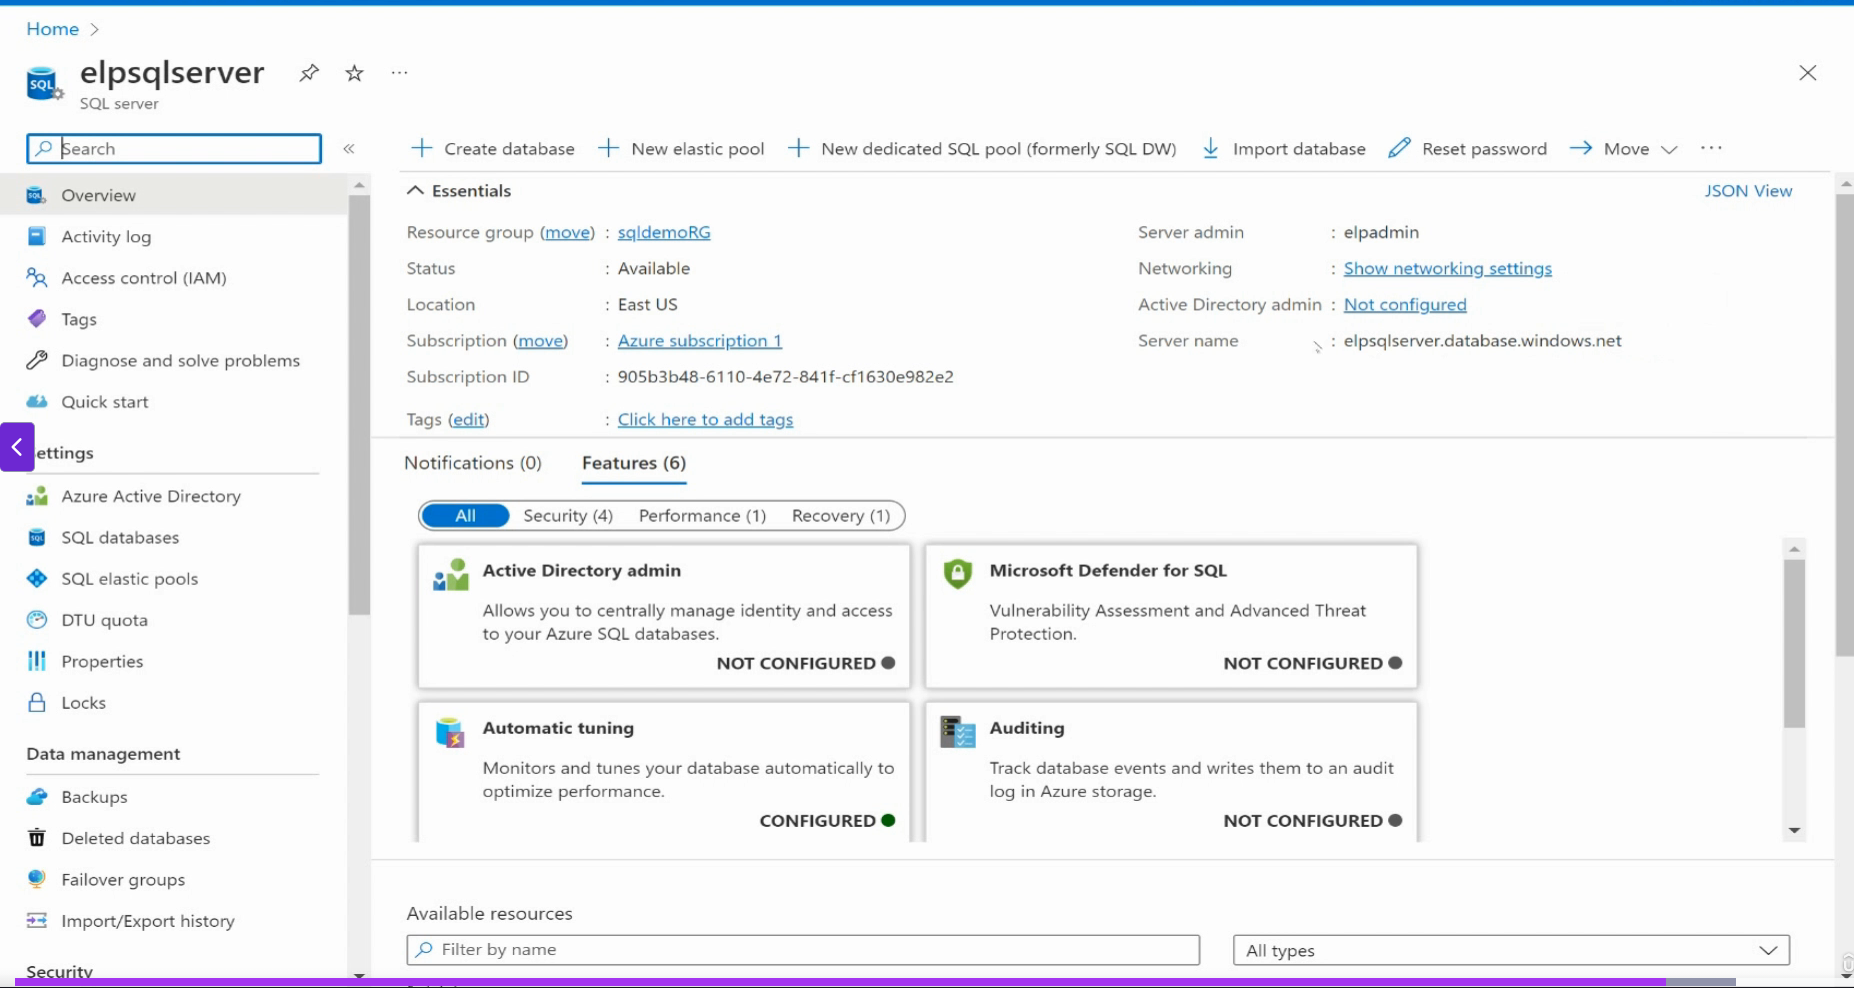 Home >
elpsqlserver
SQL
SQL server
Search
«
Create database
New elastic pool
New dedicated SQL pool (formerly SQL DW)
Import database
Reset password
Move
Overview
Activity log
Access control (IAM)
Tags
Diagnose and solve problems
Quick start
ettings
Azure Active Directory
SQL databases
SQL elastic pools
DTU quota
Properties
Locks
Data management
Backups
Deleted databases
Failover groups
Import/Export history
Security
Essentials
JSON View
Resource group (move) : sqldemoRG
Status : Available
Location : East US
Subscription (move) : Azure subscription 1
Subscription ID : 905b3b48-6110-4e72-841f-cf1630e982e2
Tags (edit) : Click here to add tags
Server admin : elpadmin
Networking : Show networking settings
Active Directory admin : Not configured
Server name : elpsqlserver.database.windows.net
Notifications (0)
Features (6)
All
Security (4)
Performance (1)
Recovery (1)
Active Directory admin
Allows you to centrally manage identity and access
to your Azure SQL databases.
NOT CONFIGURED
Microsoft Defender for SQL
Vulnerability Assessment and Advanced Threat
Protection.
NOT CONFIGURED
Automatic tuning
Monitors and tunes your database automatically to
optimize performance.
CONFIGURED
Auditing
Track database events and writes them to an audit
log in Azure storage.
NOT CONFIGURED
Available resources
Filter by name
All types